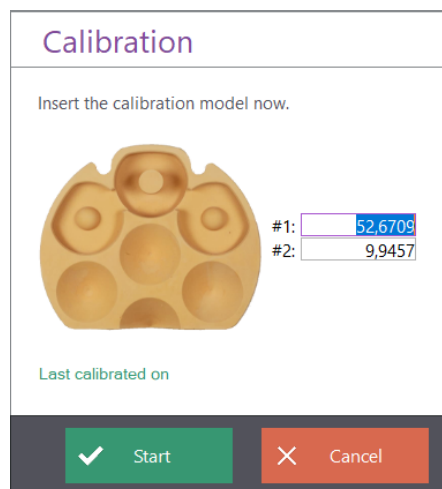 Calibration
Insert the calibration model now.
#1: 52,6709
#2: 9,9457
Last calibrated on
Start Cancel